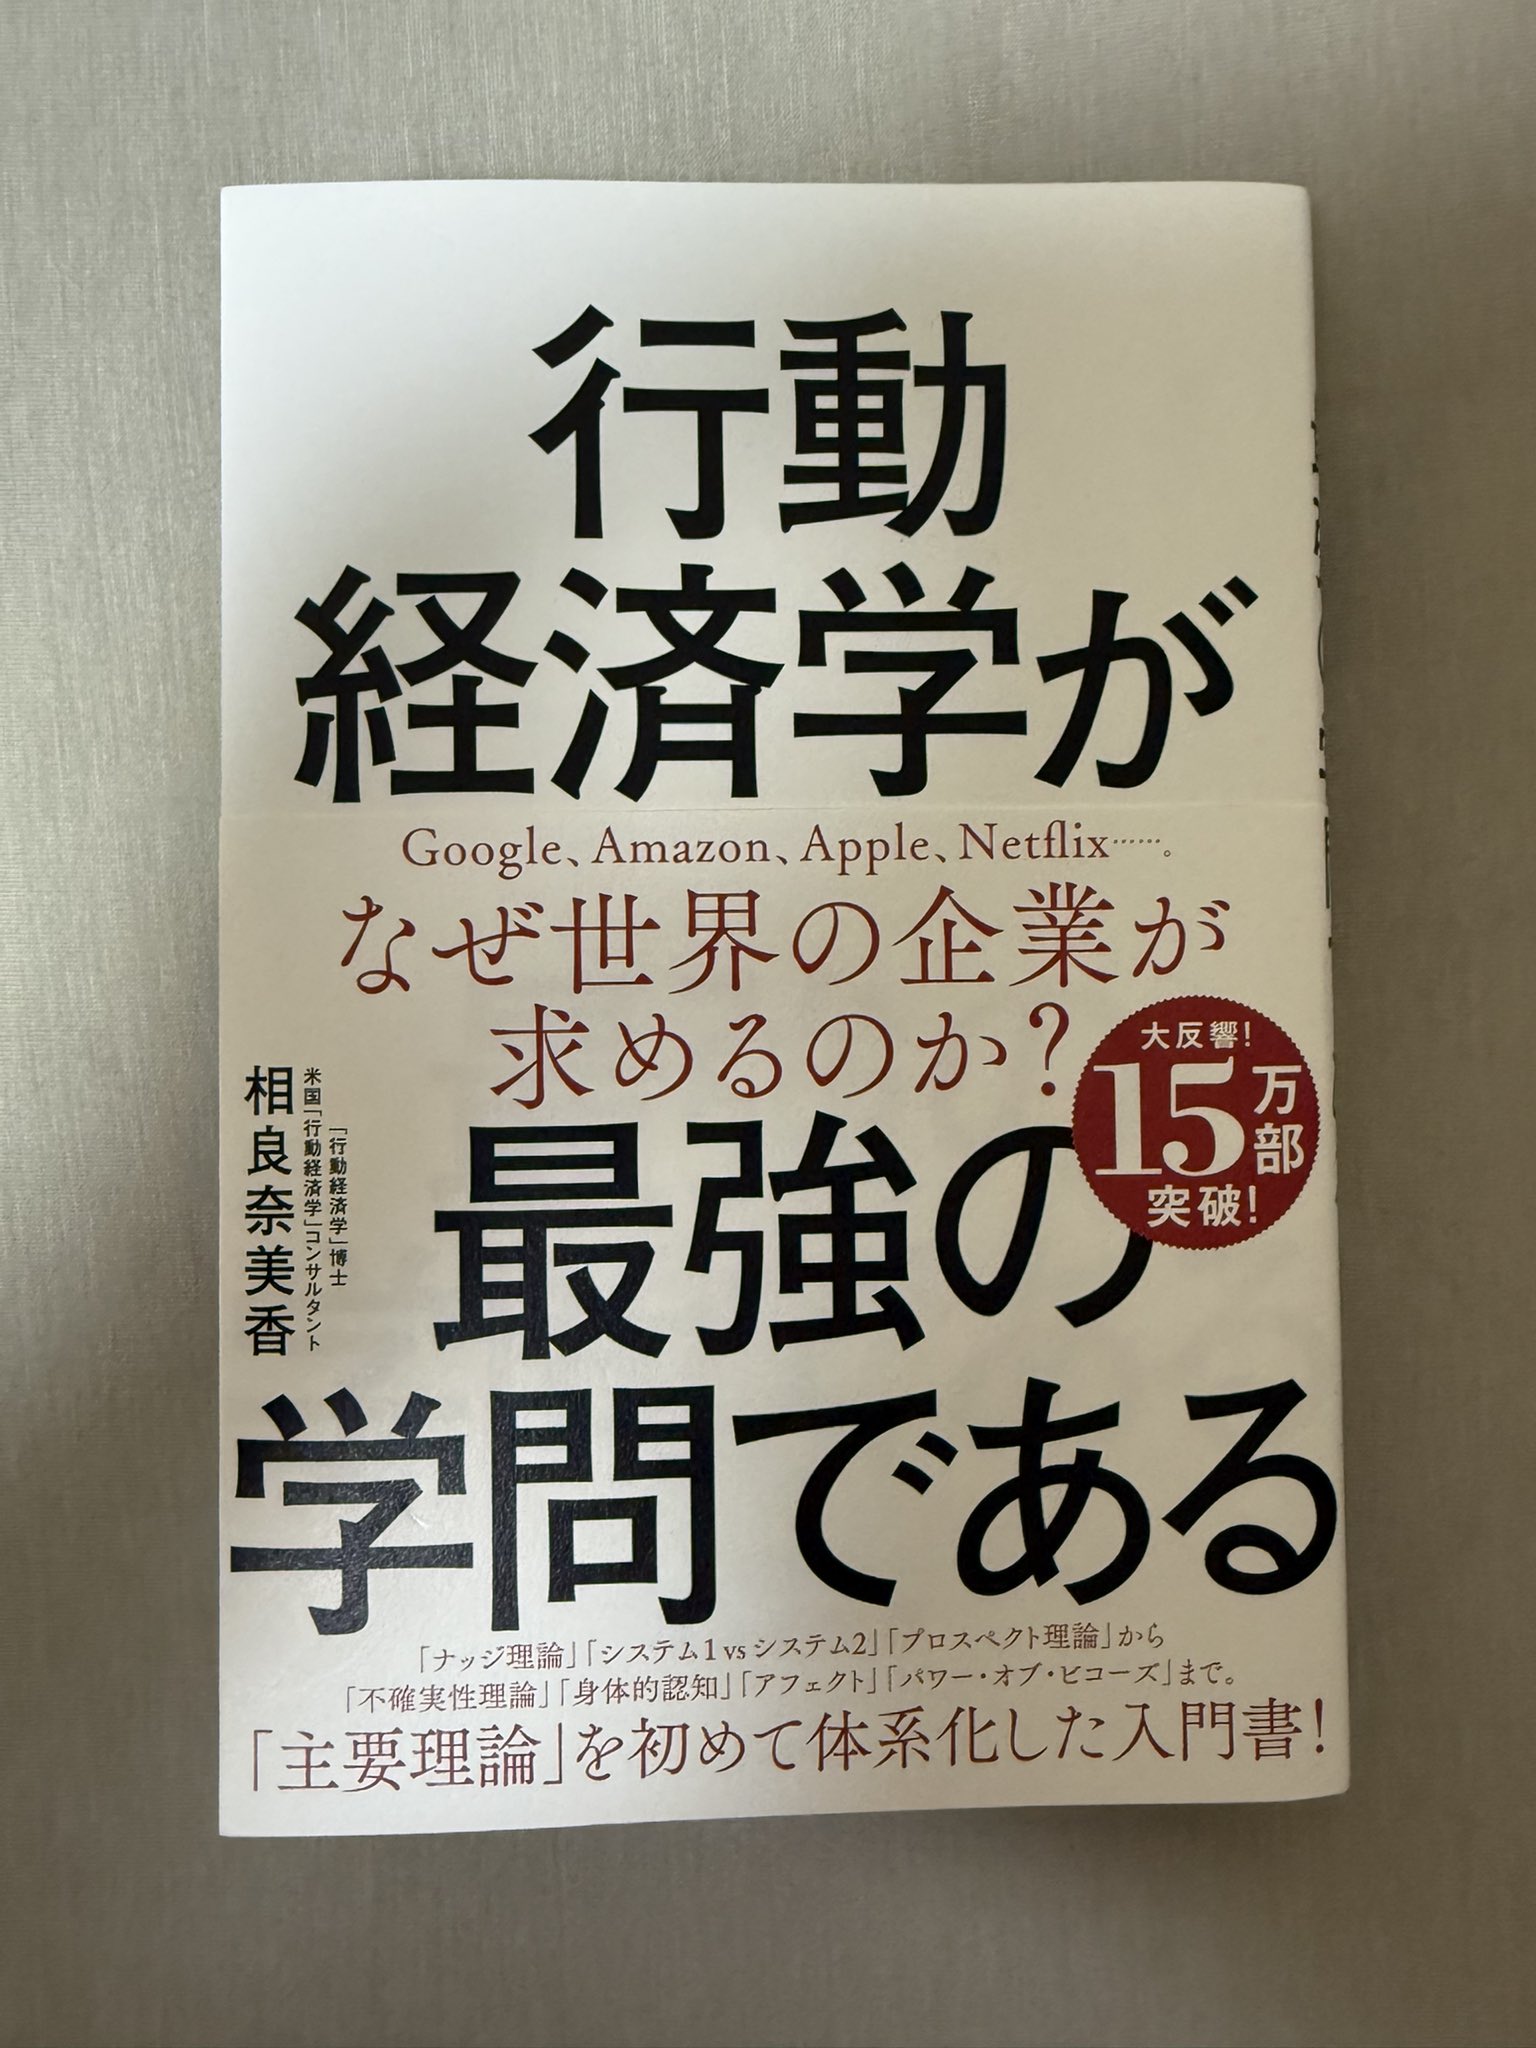 行動
経済学が
Google、Amazon、Apple、Netflix……。
なぜ世界の企業が
求めるのか?
大反響!
15万部
突破!
「行動経済学」博士
米国「行動経済学」コンサルタント
相良奈美香
最強の
学問である
「ナッジ理論」「システム1 vs システム2」「プロスペクト理論」から
「不確実性理論」「身体的認知」「アフェクト」「パワー・オブ・ビコーズ」まで。
「主要理論」を初めて体系化した入門書!